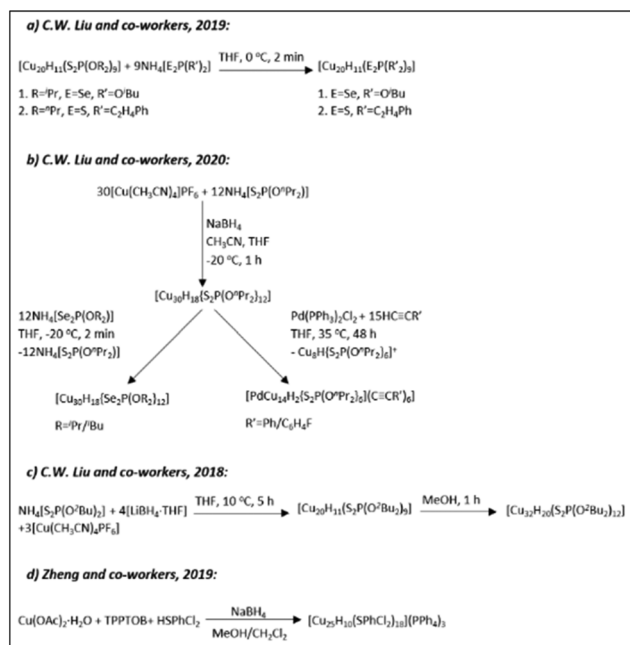 a) C.W. Liu and co-workers, 2019:
[Cu₂₀H₁₁(S₂P(OR₂)₉] + 9NH₄[E₂P(R')₂] THF, 0 °C, 2 min [Cu₂₀H₁₁(E₂P(R'₂)₉]
1. R=ⁱPr, E=Se, R'=OⁱBu 1. E=Se, R'=OⁱBu
2. R=ⁿPr, E=S, R'=C₂H₄Ph 2. E=S, R'=C₂H₄Ph
b) C.W. Liu and co-workers, 2020:
30[Cu(CH₃CN)₄]PF₆ + 12NH₄[S₂P(OⁿPr₂)]
NaBH₄
CH₃CN, THF
-20 °C, 1 h
[Cu₃₀H₁₈(S₂P(OⁿPr₂)₁₂]
12NH₄[Se₂P(OR₂)]
THF, -20 °C, 2 min
-12NH₄[S₂P(OⁿPr₂)]
Pd(PPh₃)₂Cl₂ + 15HC≡CR'
THF, 35 °C, 48 h
- Cu₈H(S₂P(OⁿPr₂)₆]⁺
[Cu₃₀H₁₈(Se₂P(OR₂)₁₂]
R=ⁱPr/ⁱBu
[PdCu₁₄H₂(S₂P(OⁿPr₂)₆](C≡CR')₆]
R'=Ph/C₆H₄F
c) C.W. Liu and co-workers, 2018:
NH₄[S₂P(O²Bu)₂] + 4[LiBH₄·THF] THF, 10 °C, 5 h [Cu₂₀H₁₁(S₂P(O²Bu₂)₉] MeOH, 1 h [Cu₃₂H₂₀(S₂P(O²Bu₂)₁₂]
+3[Cu(CH₃CN)₄PF₆]
d) Zheng and co-workers, 2019:
Cu(OAc)₂·H₂O + TPPTOB+ HSPhCl₂ NaBH₄ [Cu₂₅H₁₀(SPhCl₂)₁₈](PPh₄)₃
MeOH/CH₂Cl₂